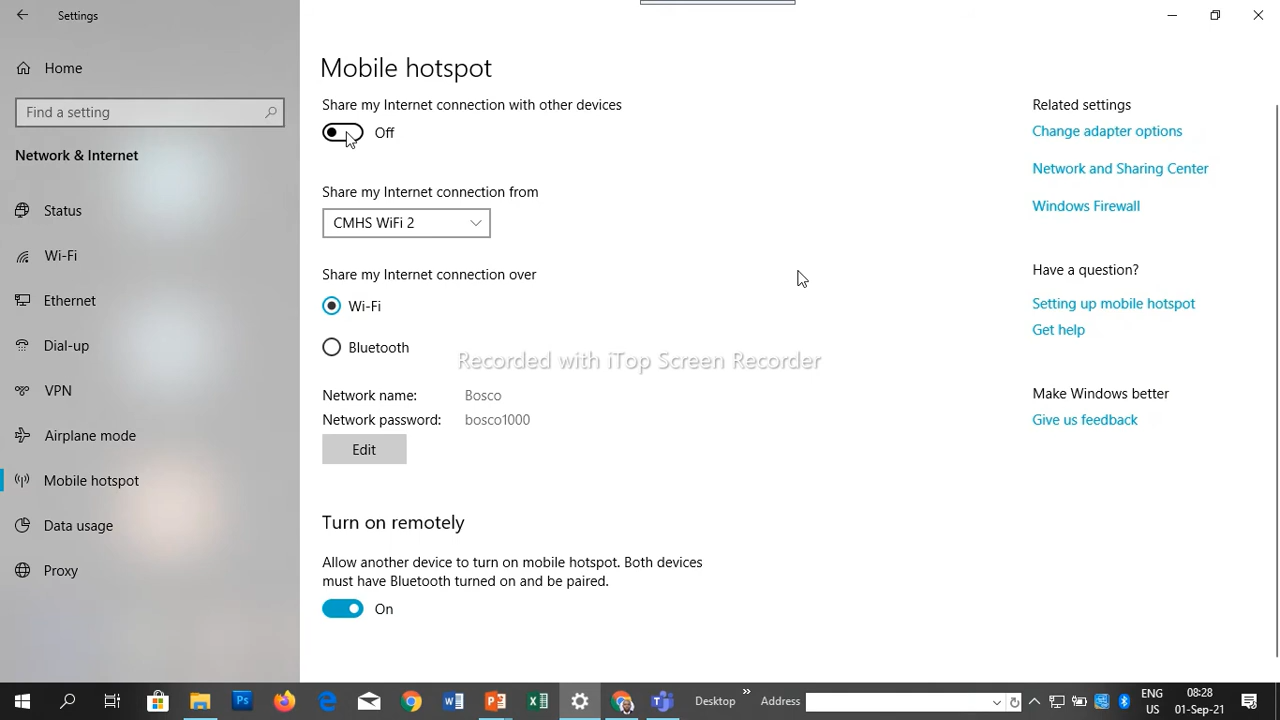 Settings
Home
Find a setting
Network & Internet
Status
Wi-Fi
Ethernet
Dial-up
VPN
Airplane mode
Mobile hotspot
Data usage
Proxy
Mobile hotspot
Share my Internet connection with other devices
Off
Share my Internet connection from
CMHS WiFi 2
Share my Internet connection over
Wi-Fi
Bluetooth
Recorded with iTop Screen Recorder
Network name: Bosco
Network password: bosco1000
Edit
Turn on remotely
Allow another device to turn on mobile hotspot. Both devices
must have Bluetooth turned on and be paired.
On
Related settings
Change adapter options
Network and Sharing Center
Windows Firewall
Have a question?
Setting up mobile hotspot
Get help
Make Windows better
Give us feedback
Desktop
Address
ENG
US
08:28
01-Sep-21